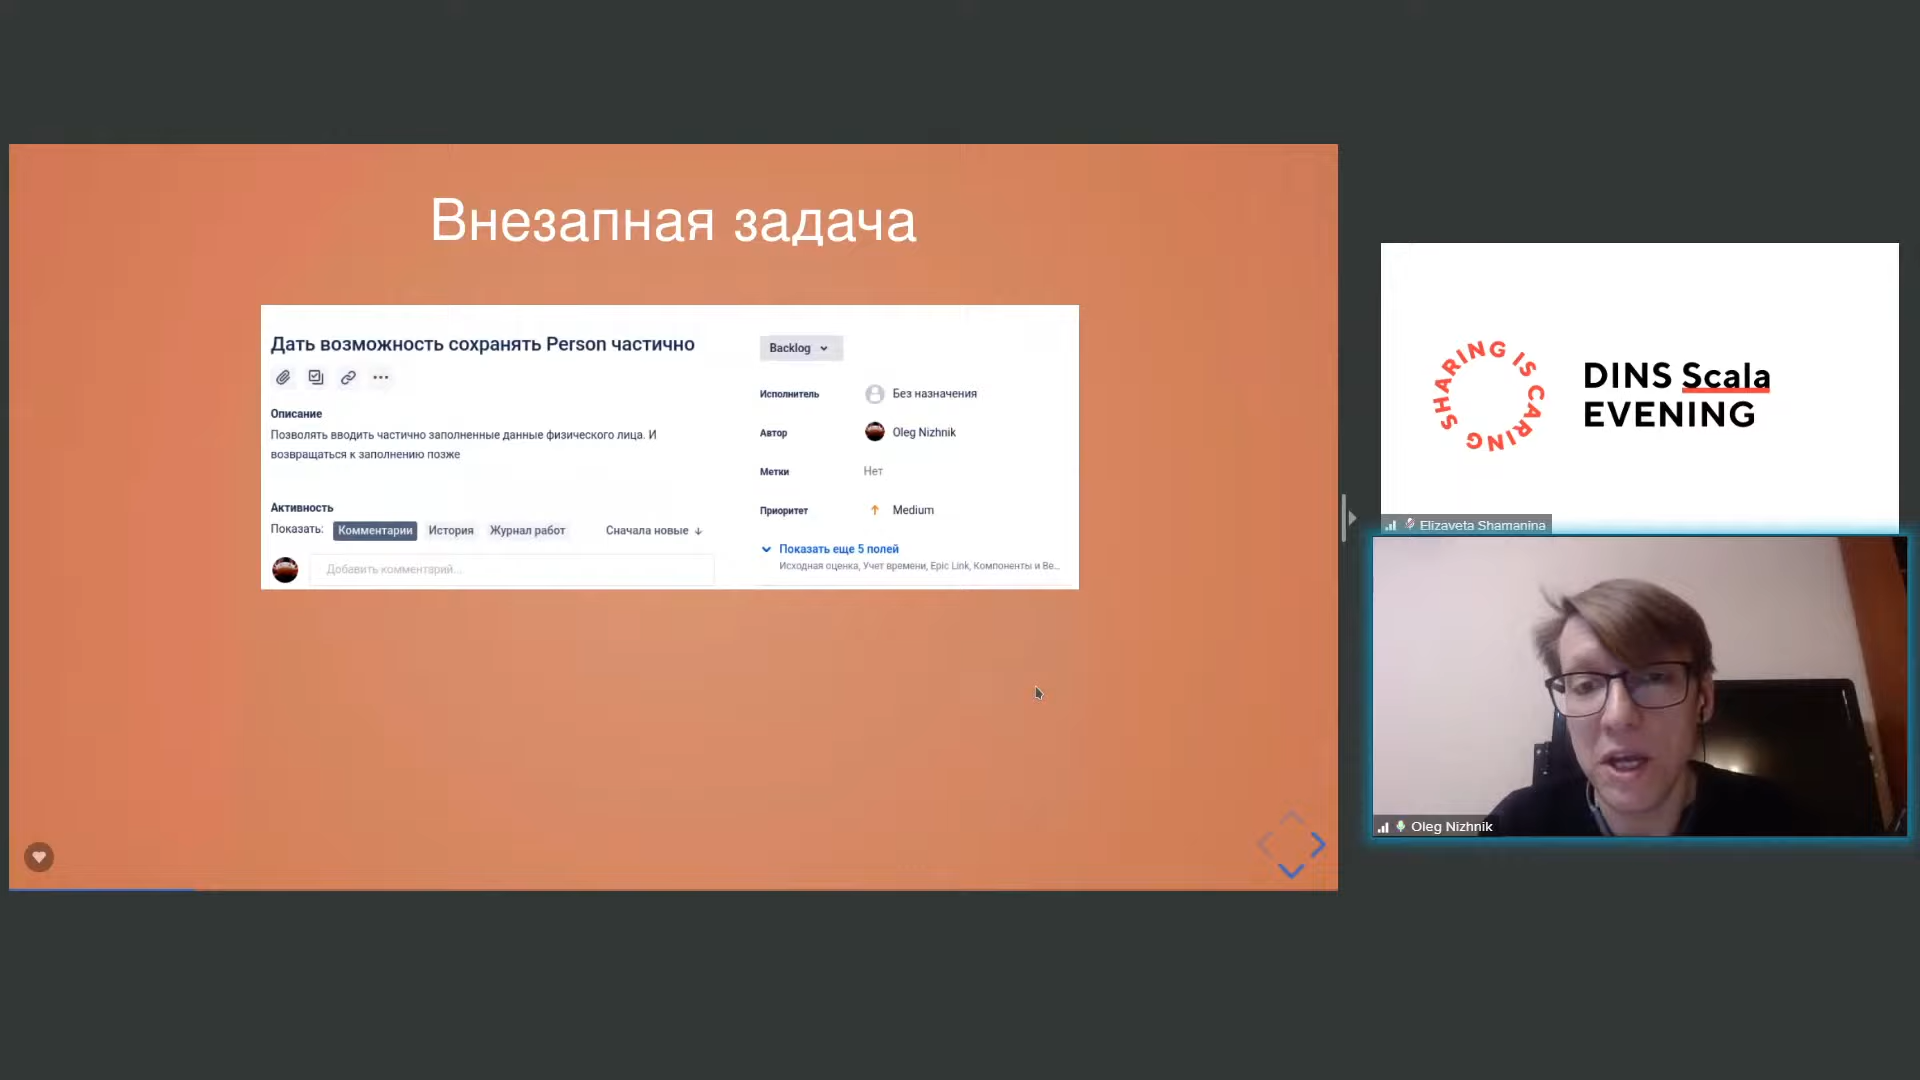 Внезапная задача
Дать возможность сохранять Person частично
Описание
Позволять вводить частично заполненные данные физического лица. И
возвращаться к заполнению позже
Активность
Показать: Комментарии История Журнал работ Сначала новые
Добавить комментарий...
Backlog
Исполнитель Без назначения
Автор Oleg Nizhnik
Метки Нет
Приоритет Medium
Показать еще 5 полей
Исходная оценка, Учет времени, Epic Link, Компоненты и Ве...
SHARING IS CARING
DINS Scala
EVENING
Elizaveta Shamanina
Oleg Nizhnik